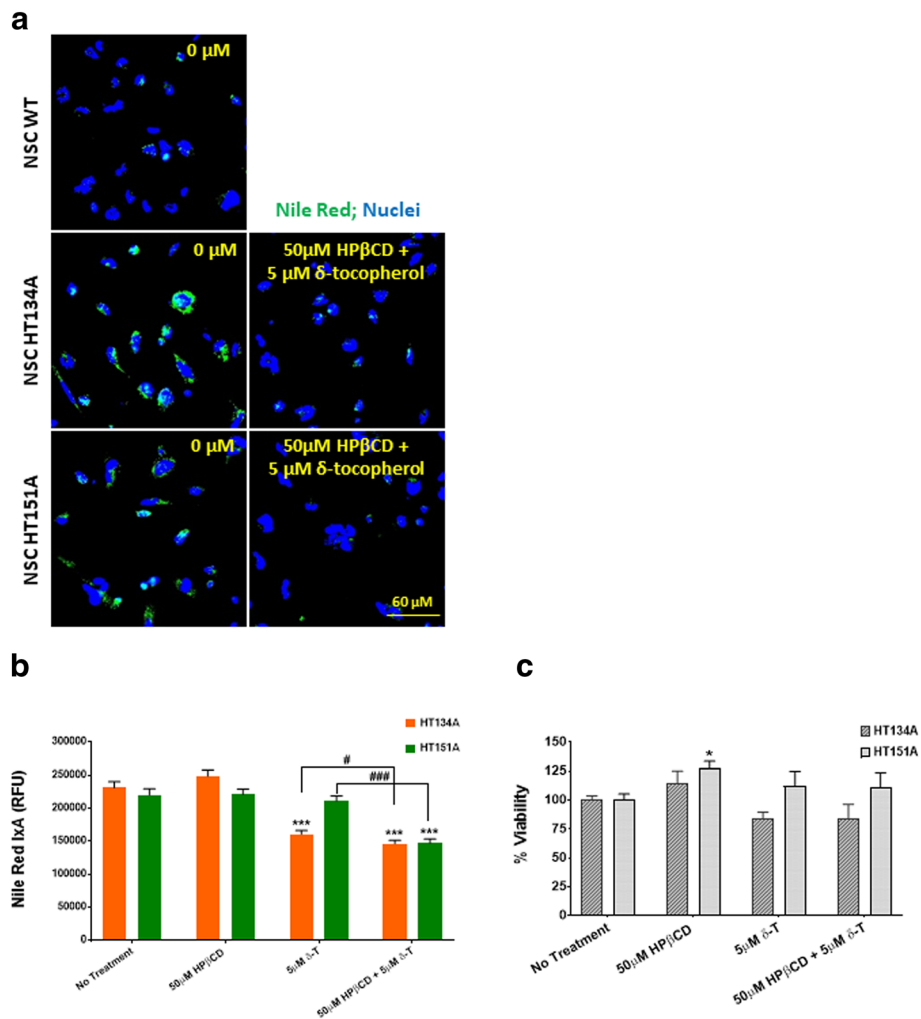 a
NSC WT
0 µM
Nile Red; Nuclei
NSC HT134A
0 µM
50µM HPβCD +
5 µM δ-tocopherol
NSC HT151A
0 µM
50µM HPβCD +
5 µM δ-tocopherol
60 µM
b
HT134A
HT151A
Nile Red IxA (RFU)
300000
250000
200000
150000
100000
50000
0
#
###
***
***
***
No Treatment
50µM HPβCD
5µM δ-T
50µM HPβCD + 5µM δ-T
c
HT134A
HT151A
% Viability
150
125
100
75
50
25
0
*
No Treatment
50µM HPβCD
5µM δ-T
50µM HPβCD + 5µM δ-T